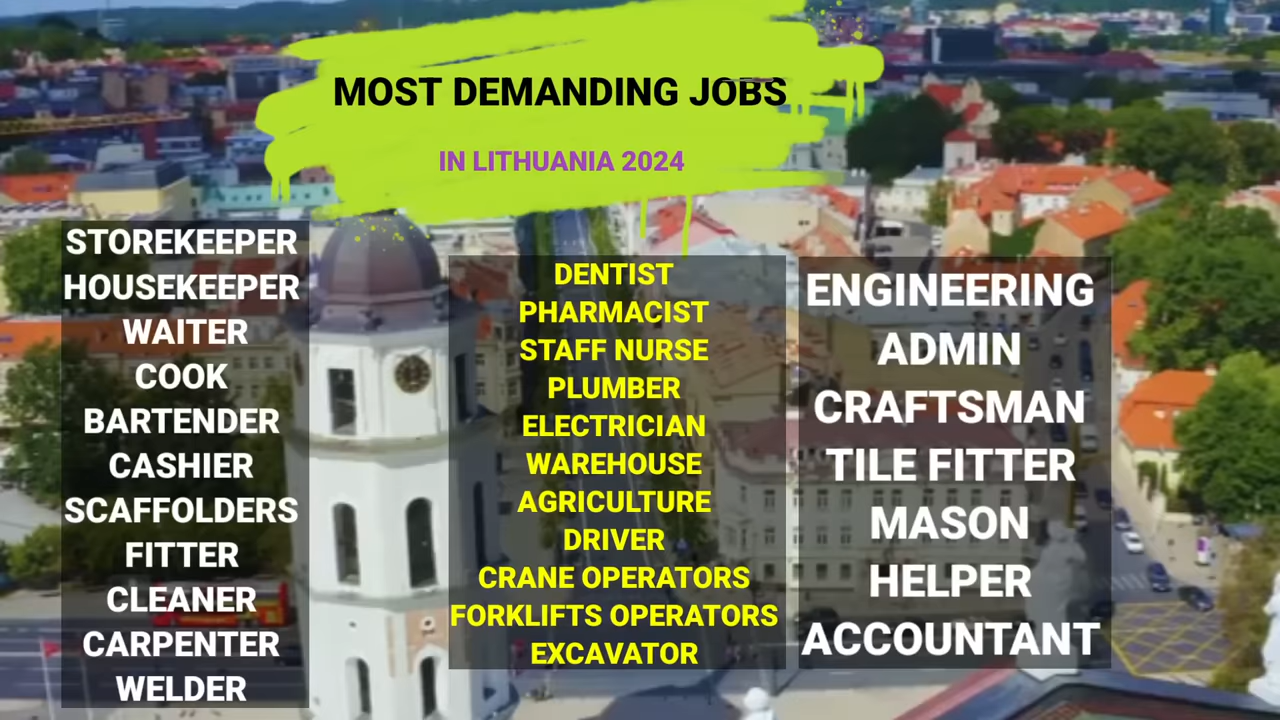 MOST DEMANDING JOBS
IN LITHUANIA 2024
STOREKEEPER
HOUSEKEEPER
WAITER
COOK
BARTENDER
CASHIER
SCAFFOLDERS
FITTER
CLEANER
CARPENTER
WELDER
DENTIST
PHARMACIST
STAFF NURSE
PLUMBER
ELECTRICIAN
WAREHOUSE
AGRICULTURE
DRIVER
CRANE OPERATORS
FORKLIFTS OPERATORS
EXCAVATOR
ENGINEERING
ADMIN
CRAFTSMAN
TILE FITTER
MASON
HELPER
ACCOUNTANT